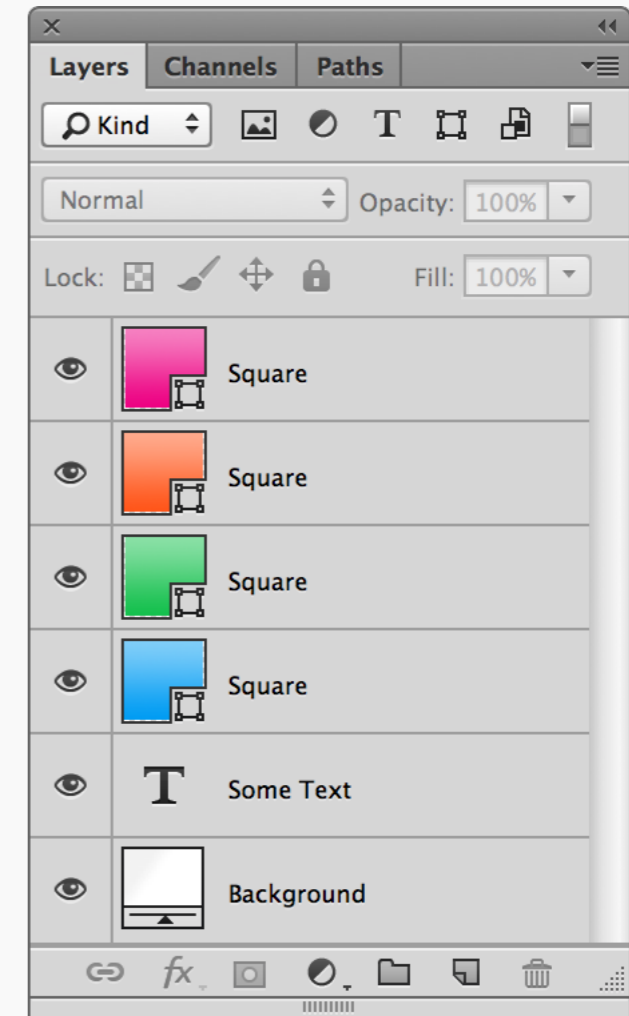 Layers Channels Paths
Kind T
Normal Opacity: 100%
Lock: Fill: 100%
Square
Square
Square
Square
T Some Text
Background
fx